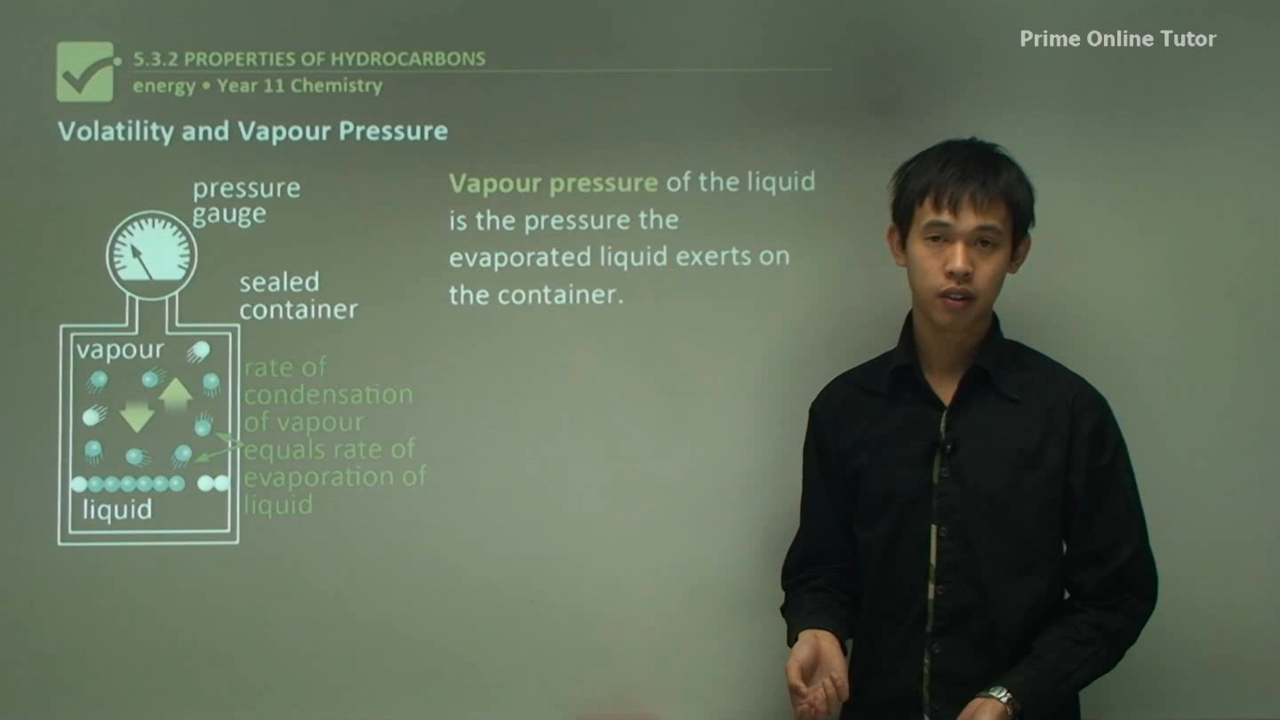 Prime Online Tutor
5.3.2 PROPERTIES OF HYDROCARBONS
energy • Year 11 Chemistry
Volatility and Vapour Pressure
pressure
gauge
sealed
container
vapour
rate of
condensation
of vapour
equals rate of
evaporation of
liquid
liquid
Vapour pressure of the liquid
is the pressure the
evaporated liquid exerts on
the container.